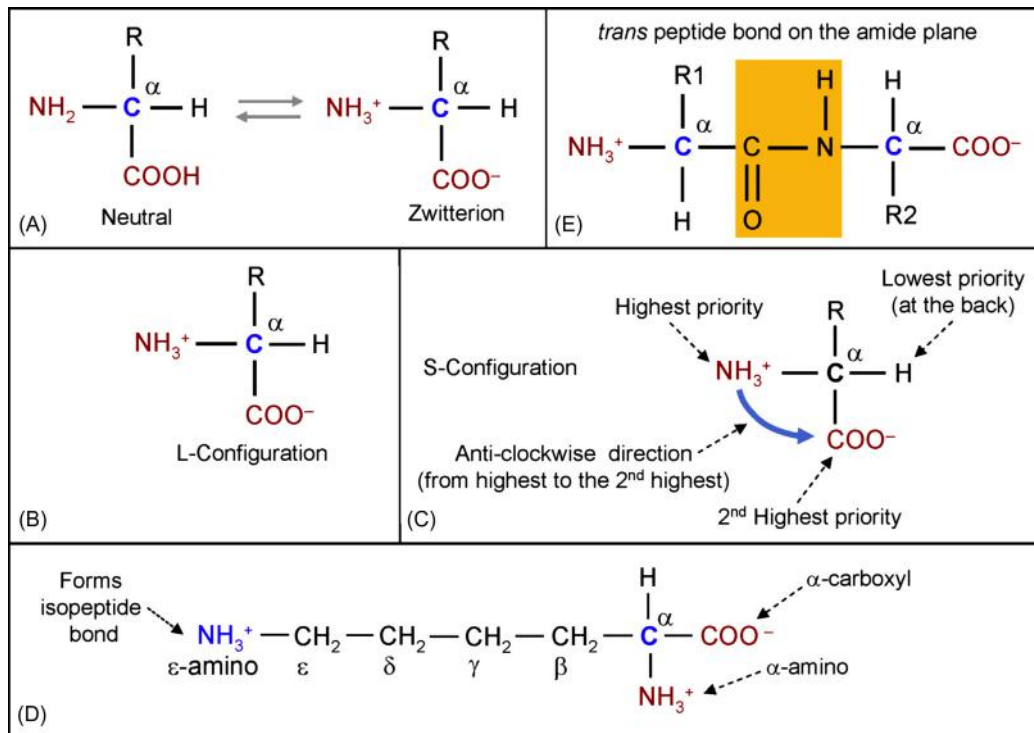 R
α
NH₂ C H
COOH
Neutral
(A)
R
α
NH₃⁺ C H
COO⁻
Zwitterion
trans peptide bond on the amide plane
R1 H H
α α
NH₃⁺ C C N C COO⁻
H O R2
(E)
R
α
NH₃⁺ C H
COO⁻
L-Configuration
(B)
Highest priority
Lowest priority
(at the back)
R
S-Configuration
α
NH₃⁺ C H
COO⁻
Anti-clockwise direction
(from highest to the 2nd highest)
2nd Highest priority
(C)
Forms
isopeptide
bond
H
α-carboxyl
α
NH₃⁺ CH₂ CH₂ CH₂ CH₂ C COO⁻
ε-amino ε δ γ β
NH₃⁺
α-amino
(D)